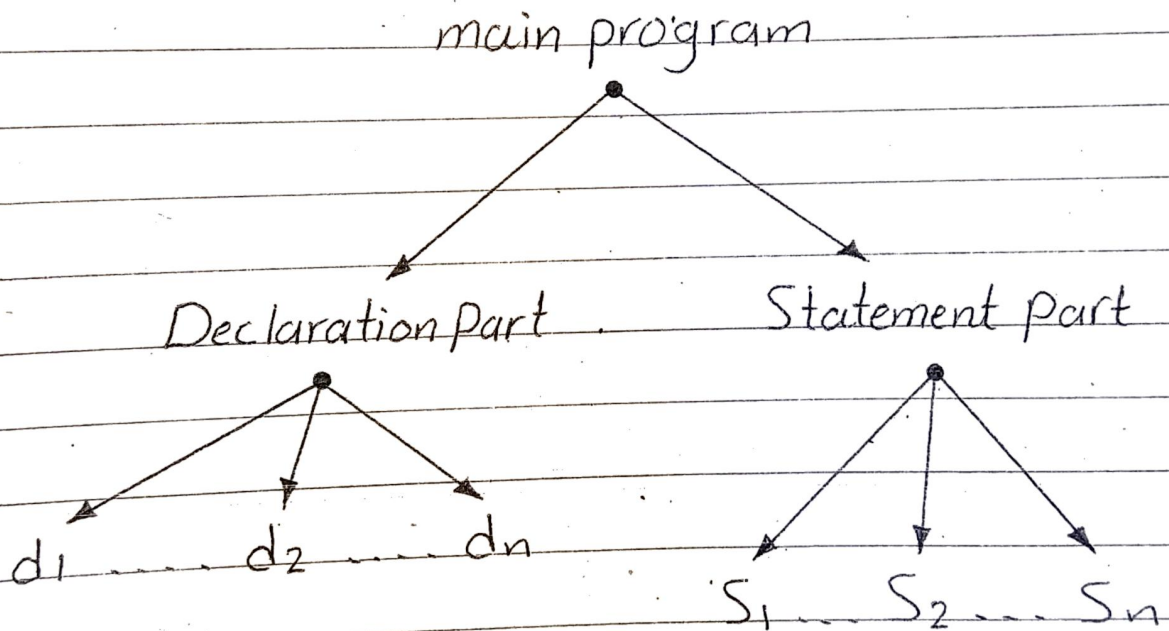 main program
Declaration Part Statement part
d1 ..... d2 ..... dn
S1 .... S2 .... Sn